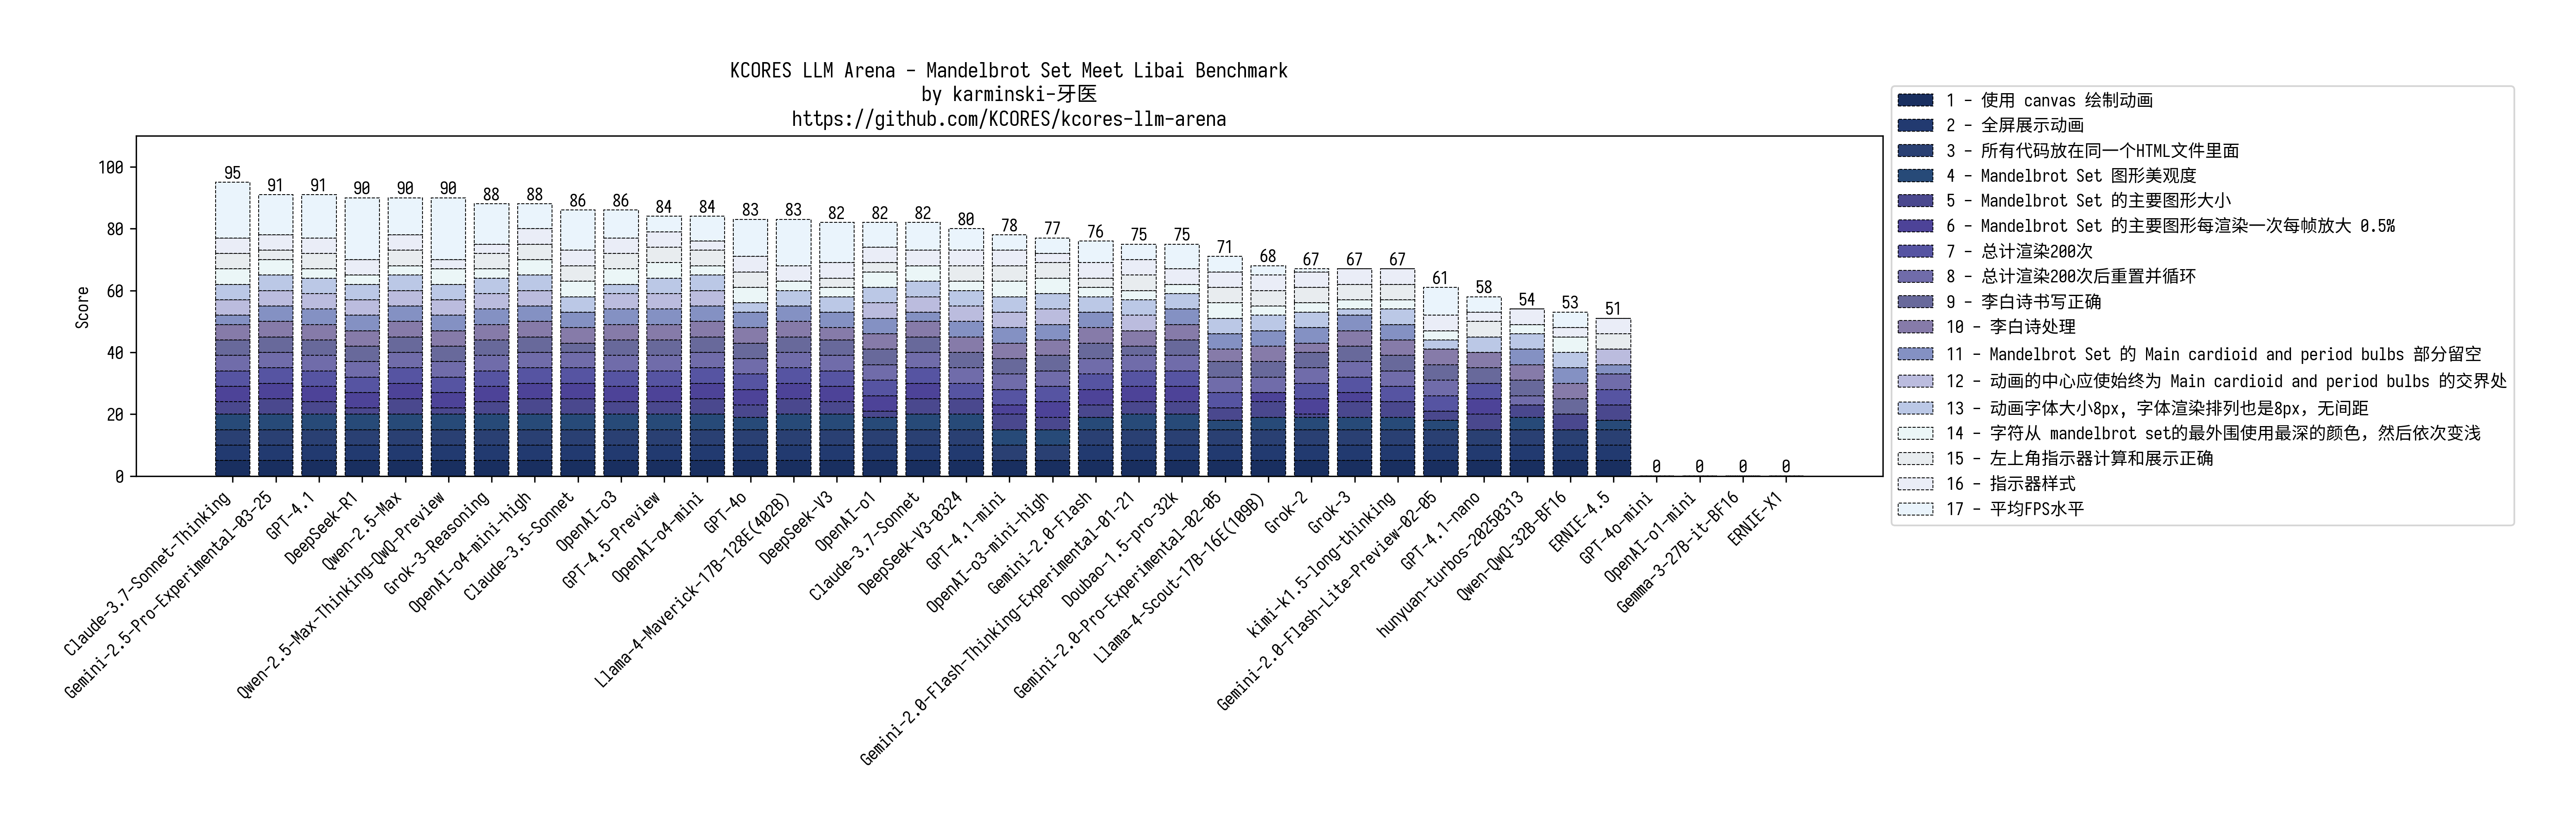 KCORES LLM Arena - Mandelbrot Set Meet Libai Benchmark
by karminski-牙医
https://github.com/KCORES/kcores-llm-arena
Score
100
80
60
40
20
0
95
91
91
90
90
90
88
88
86
86
84
84
83
83
82
82
82
80
78
77
76
75
75
71
68
67
67
67
61
58
54
53
51
0
0
0
0
Claude-3.7-Sonnet-Thinking
Gemini-2.5-Pro-Experimental-03-25
GPT-4.1
DeepSeek-R1
Qwen-2.5-Max
Qwen-2.5-Max-Thinking-QwQ-Preview
Grok-3-Reasoning
OpenAI-o4-mini-high
Claude-3.5-Sonnet
OpenAI-o3
GPT-4.5-Preview
OpenAI-o4-mini
GPT-4o
Llama-4-Maverick-17B-128E(402B)
DeepSeek-V3
OpenAI-o1
Claude-3.7-Sonnet
DeepSeek-V3-0324
GPT-4.1-mini
OpenAI-o3-mini-high
Gemini-2.0-Flash
Gemini-2.0-Flash-Thinking-Experimental-01-21
Doubao-1.5-pro-32k
Gemini-2.0-Pro-Experimental-02-05
Llama-4-Scout-17B-16E(109B)
Grok-2
Grok-3
kimi-k1.5-long-thinking
Gemini-2.0-Flash-Lite-Preview-02-05
GPT-4.1-nano
hunyuan-turbos-20250313
Qwen-QwQ-32B-BF16
ERNIE-4.5
GPT-4o-mini
OpenAI-o1-mini
Gemma-3-27B-it-BF16
ERNIE-X1
1 - 使用 canvas 绘制动画
2 - 全屏展示动画
3 - 所有代码放在同一个HTML文件里面
4 - Mandelbrot Set 图形美观度
5 - Mandelbrot Set 的主要图形大小
6 - Mandelbrot Set 的主要图形每渲染一次每帧放大 0.5%
7 - 总计渲染200次
8 - 总计渲染200次后重置并循环
9 - 李白诗书写正确
10 - 李白诗处理
11 - Mandelbrot Set 的 Main cardioid and period bulbs 部分留空
12 - 动画的中心应使始终为 Main cardioid and period bulbs 的交界处
13 - 动画字体大小8px, 字体渲染排列也是8px, 无间距
14 - 字符从 mandelbrot set的最外围使用最深的颜色，然后依次变浅
15 - 左上角指示器计算和展示正确
16 - 指示器样式
17 - 平均FPS水平